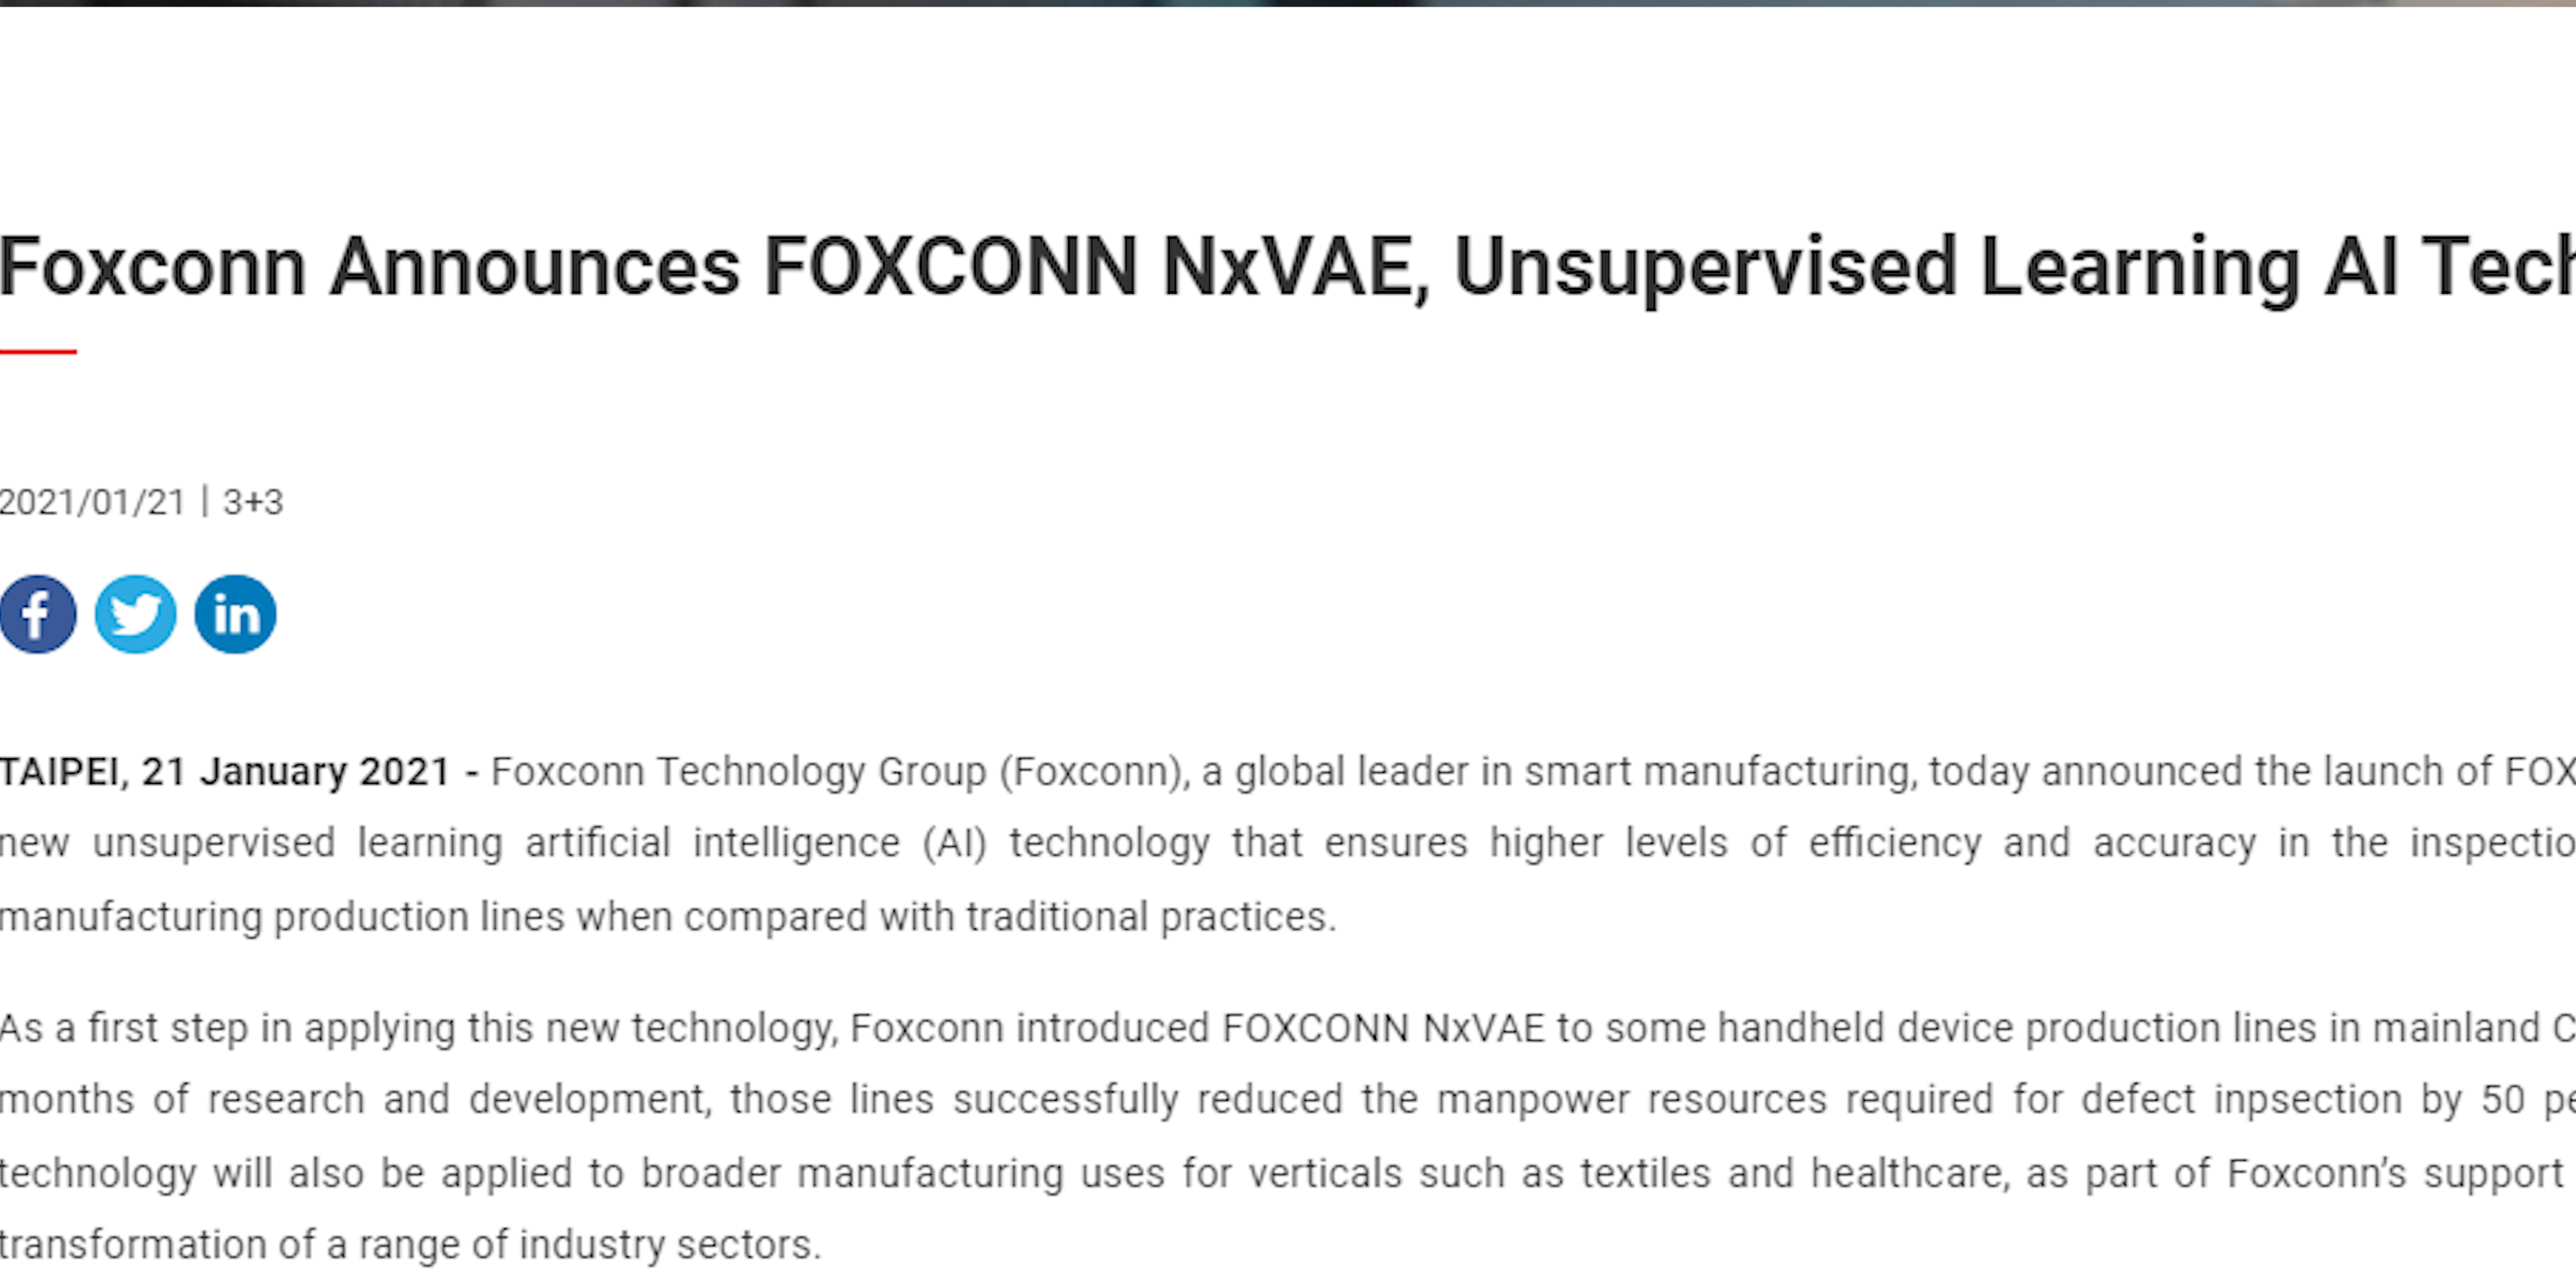 Foxconn Announces FOXCONN NxVAE, Unsupervised Learning AI Tech
2021/01/21 | 3+3
f in
TAIPEI, 21 January 2021 - Foxconn Technology Group (Foxconn), a global leader in smart manufacturing, today announced the launch of FOX
new unsupervised learning artificial intelligence (AI) technology that ensures higher levels of efficiency and accuracy in the inspectio
manufacturing production lines when compared with traditional practices.
As a first step in applying this new technology, Foxconn introduced FOXCONN NxVAE to some handheld device production lines in mainland C
months of research and development, those lines successfully reduced the manpower resources required for defect inpsection by 50 pe
technology will also be applied to broader manufacturing uses for verticals such as textiles and healthcare, as part of Foxconn’s support
transformation of a range of industry sectors.